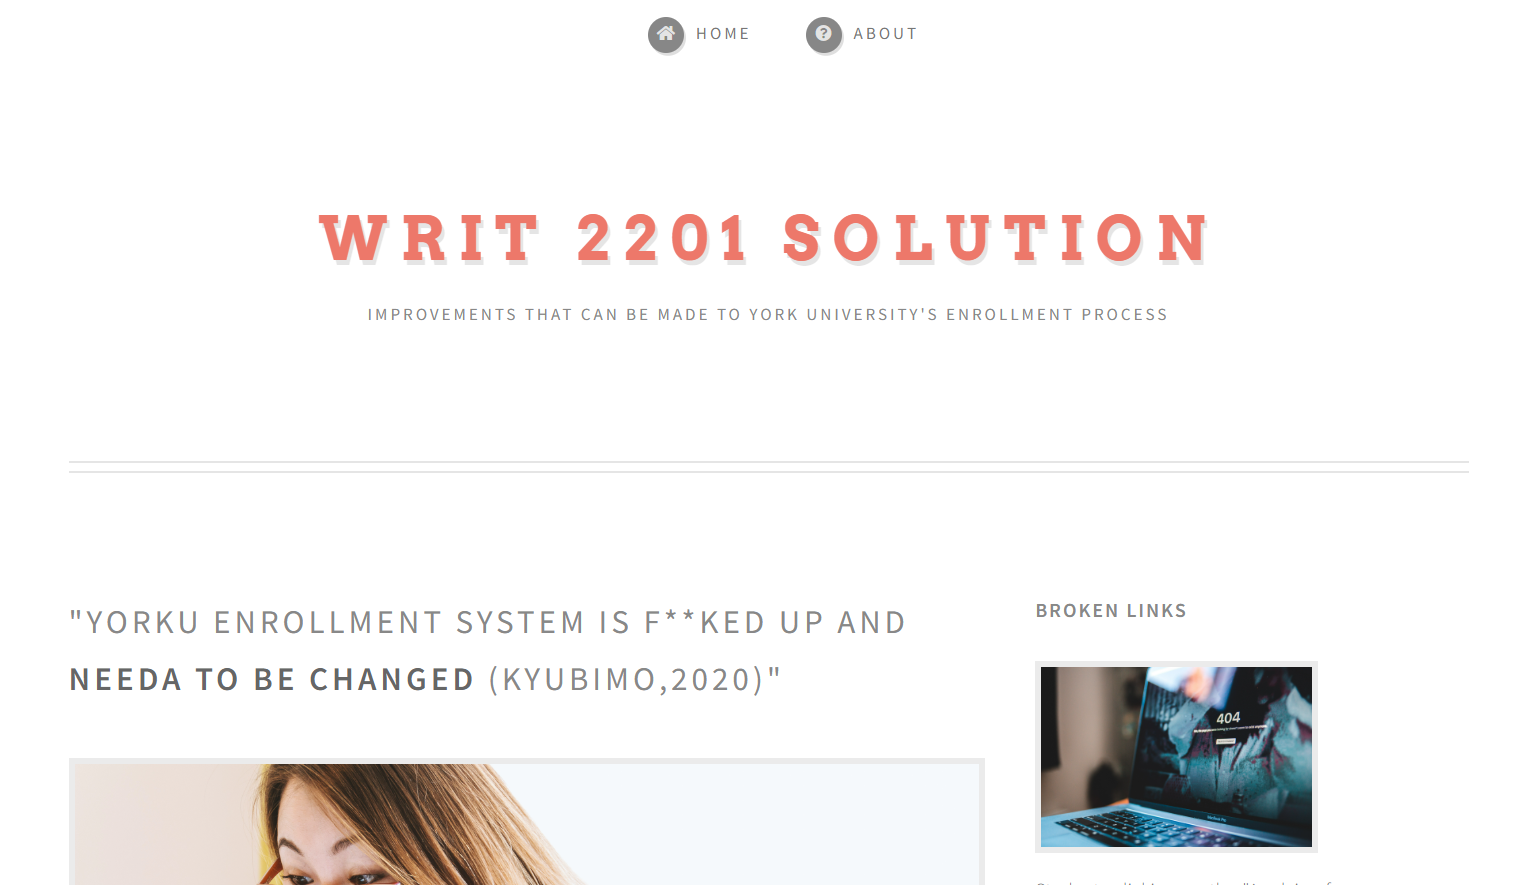 HOME
ABOUT
WRIT 2201 SOLUTION
IMPROVEMENTS THAT CAN BE MADE TO YORK UNIVERSITY'S ENROLLMENT PROCESS
"YORKU ENROLLMENT SYSTEM IS F**KED UP AND
NEEDA TO BE CHANGED (KYUBIMO,2020)"
BROKEN LINKS
404